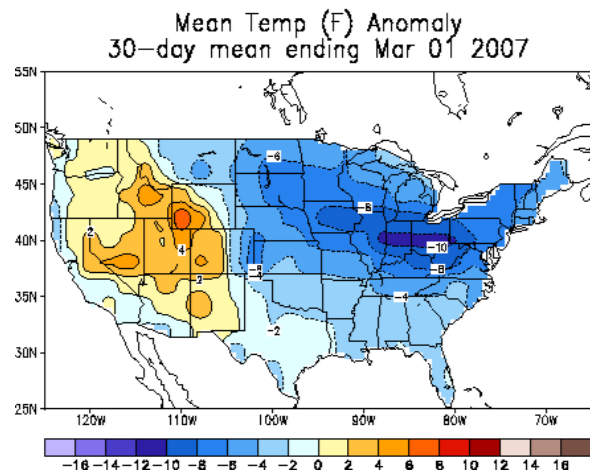 Mean Temp (F) Anomaly
30-day mean ending Mar 01 2007
55N
50N
45N
40N
35N
30N
25N
-6
-8
2
4
-10
-8
2
-4
-2
120W 110W 100W 90W 80W 70W
-16 -14 -12 -10 -8 -6 -4 -2 0 2 4 6 8 10 12 14 16